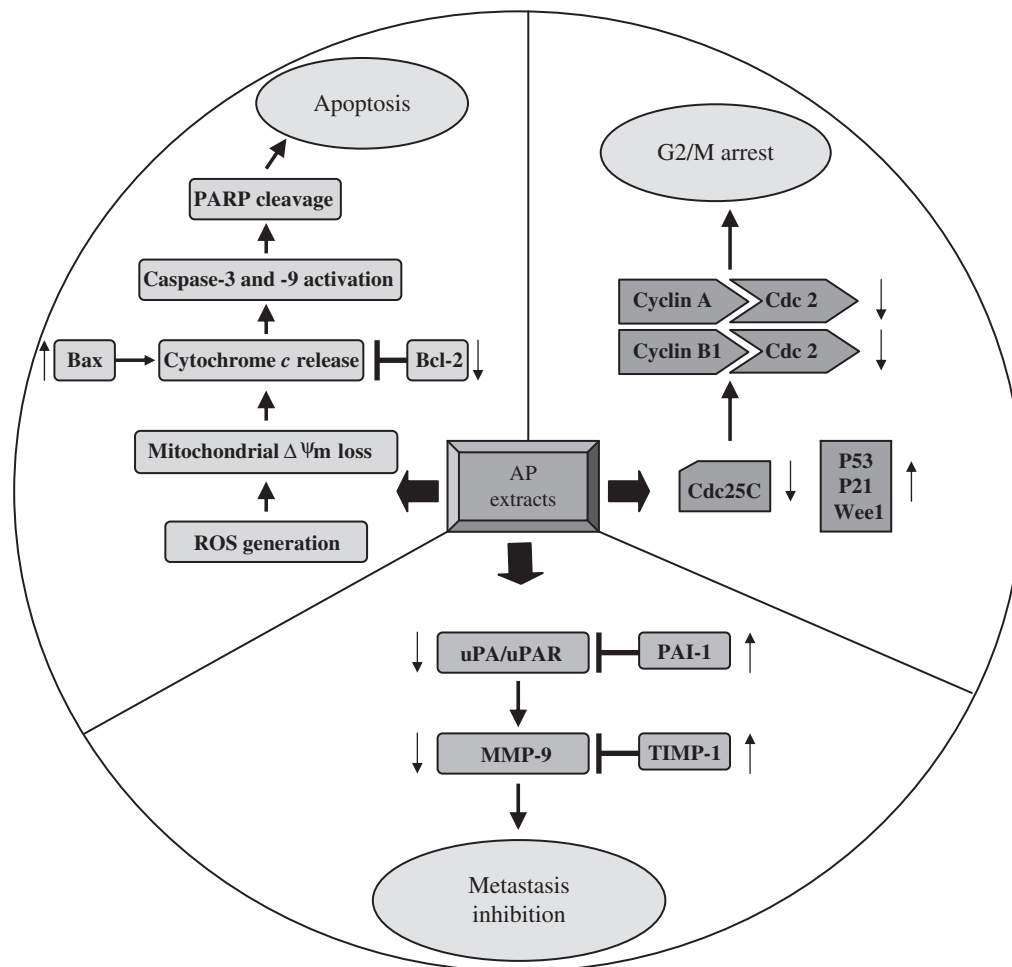 Apoptosis
PARP cleavage
Caspase-3 and -9 activation
Bax
Cytochrome c release
Bcl-2
Mitochondrial Δ Ψm loss
ROS generation
G2/M arrest
Cyclin A
Cdc 2
Cyclin B1
Cdc 2
AP
extracts
Cdc25C
P53
P21
Wee1
uPA/uPAR
PAI-1
MMP-9
TIMP-1
Metastasis
inhibition